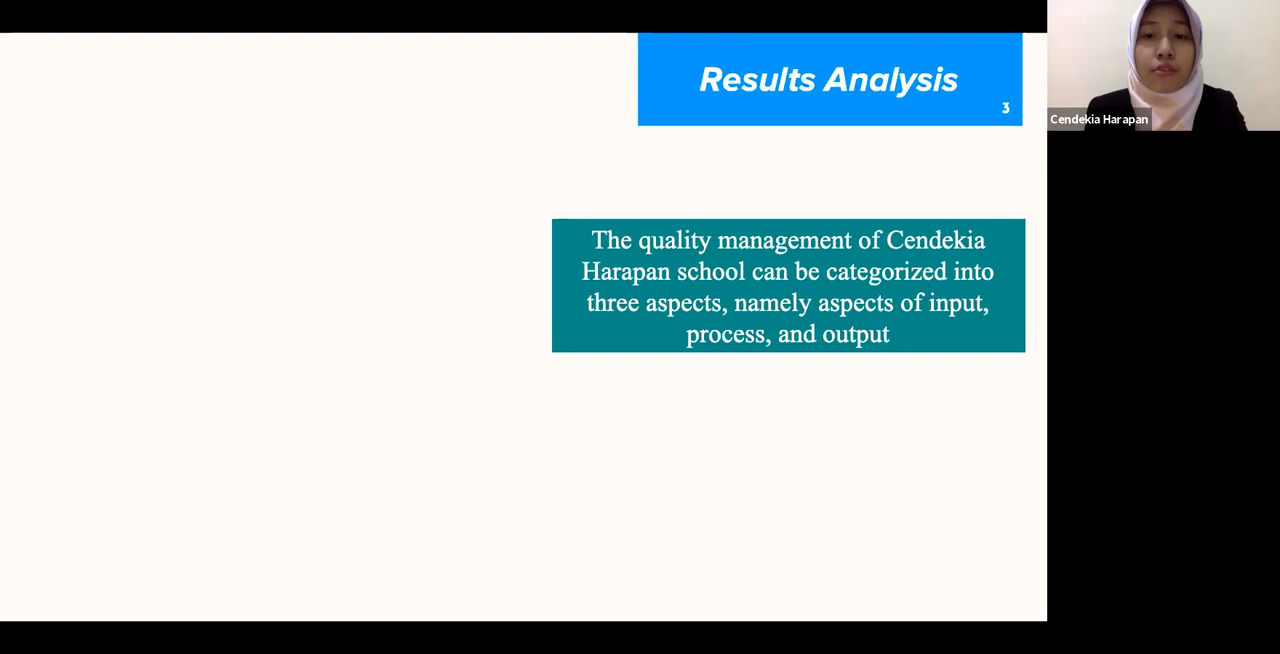 Results Analysis
3
Cendekia Harapan
The quality management of Cendekia
Harapan school can be categorized into
three aspects, namely aspects of input,
process, and output